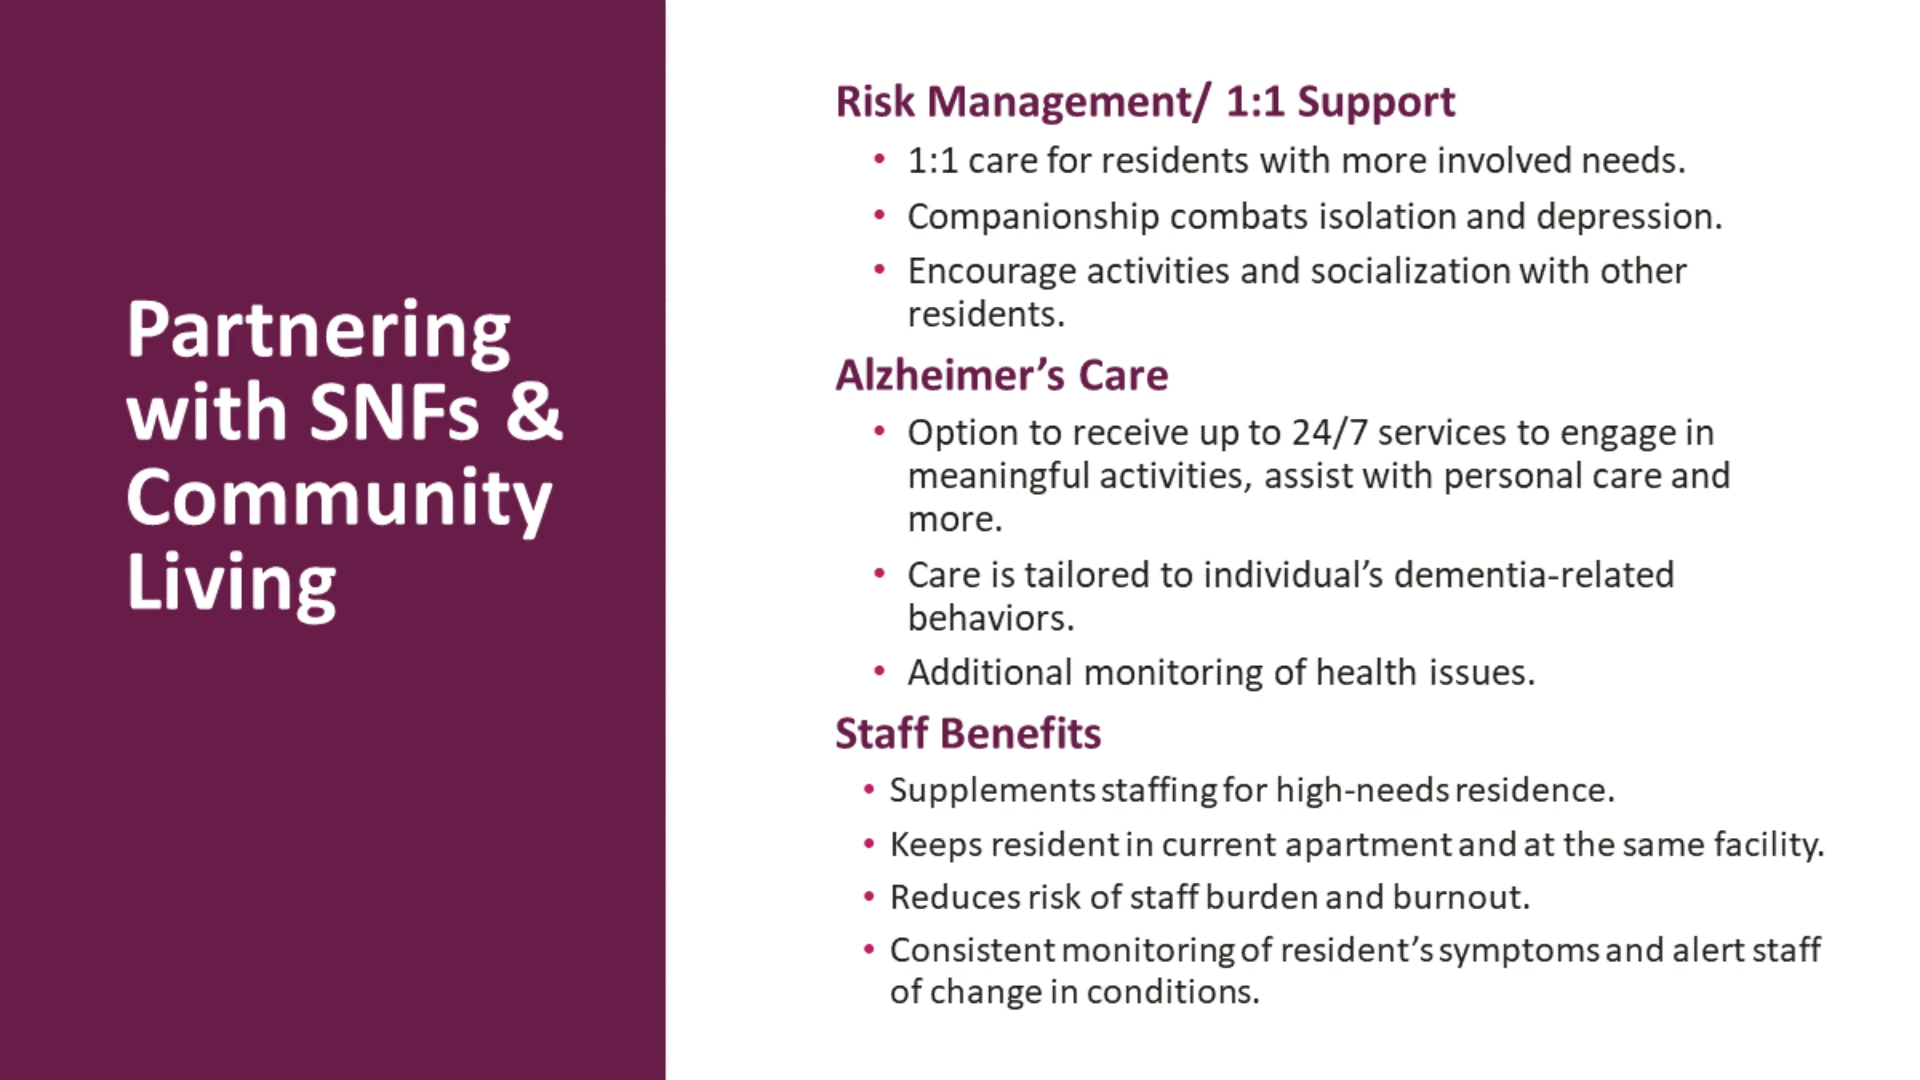 Partnering
with SNFs &
Community
Living
Risk Management/ 1:1 Support
• 1:1 care for residents with more involved needs.
• Companionship combats isolation and depression.
• Encourage activities and socialization with other
residents.
Alzheimer’s Care
• Option to receive up to 24/7 services to engage in
meaningful activities, assist with personal care and
more.
• Care is tailored to individual’s dementia-related
behaviors.
• Additional monitoring of health issues.
Staff Benefits
• Supplements staffing for high-needs residence.
• Keeps resident in current apartment and at the same facility.
• Reduces risk of staff burden and burnout.
• Consistent monitoring of resident’s symptoms and alert staff
of change in conditions.